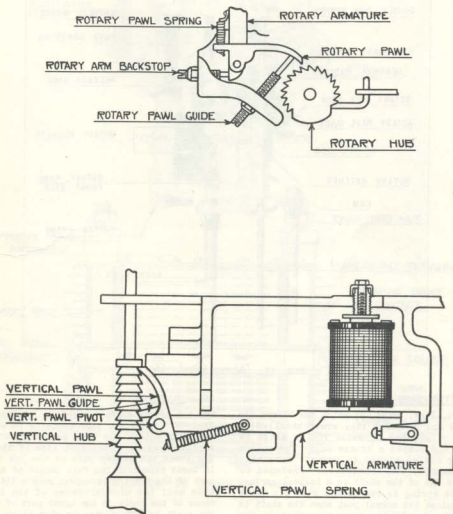 ROTARY PAWL SPRING
ROTARY ARMATURE
ROTARY ARM BACKSTOP
ROTARY PAWL
ROTARY PAWL GUIDE
ROTARY HUB
VERTICAL PAWL
VERT. PAWL GUIDE
VERT. PAWL PIVOT
VERTICAL HUB
VERTICAL ARMATURE
VERTICAL PAWL SPRING